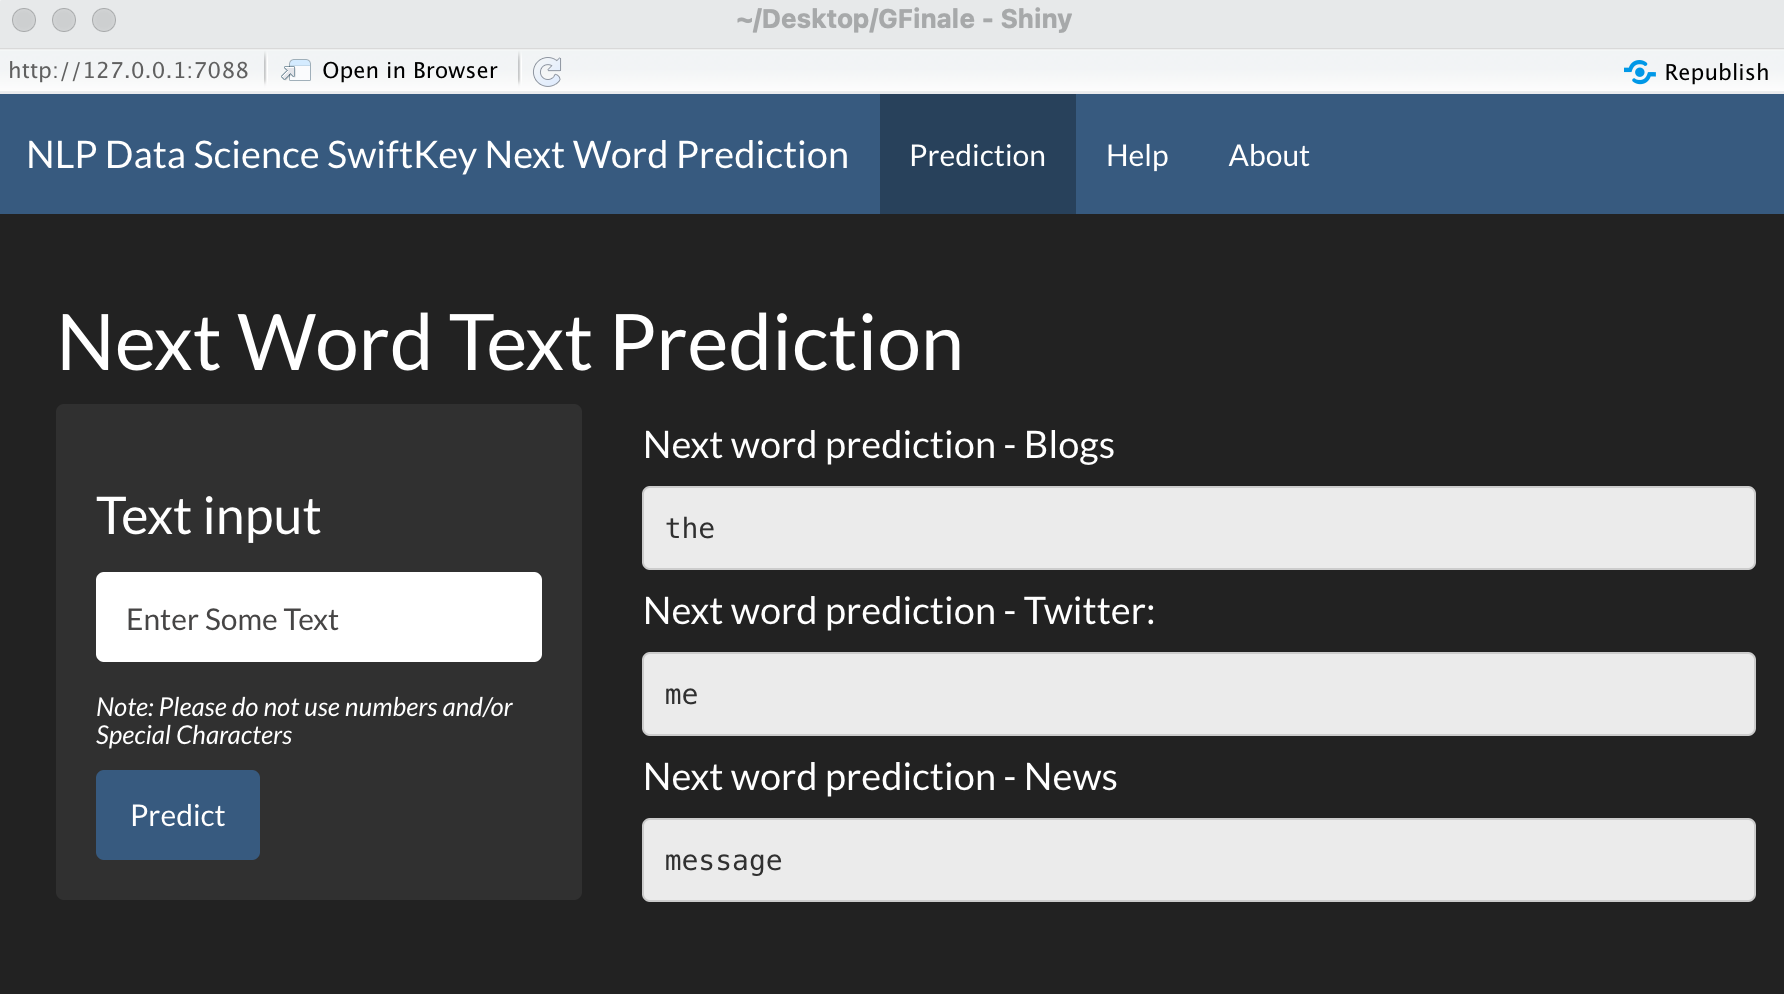 ~/Desktop/GFinale - Shiny
http://127.0.0.1:7088 Open in Browser Republish
NLP Data Science SwiftKey Next Word Prediction Prediction Help About
Next Word Text Prediction
Text input
Enter Some Text
Note: Please do not use numbers and/or
Special Characters
Predict
Next word prediction - Blogs
the
Next word prediction - Twitter:
me
Next word prediction - News
message